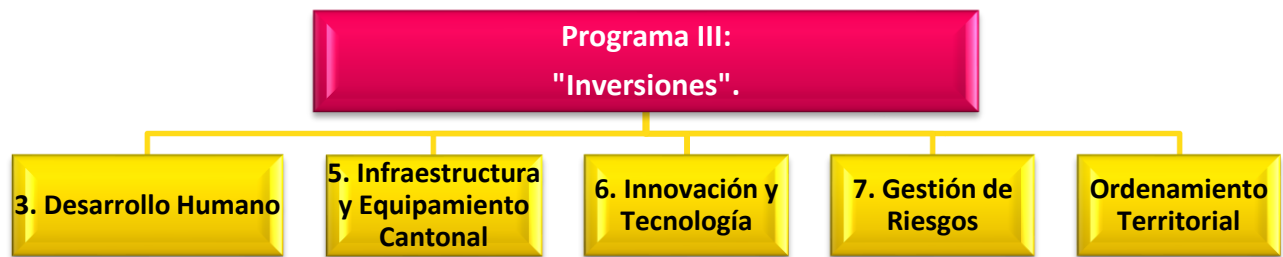 Programa III:
"Inversiones".
3. Desarrollo Humano
5. Infraestructura
y Equipamiento
Cantonal
6. Innovación y
Tecnología
7. Gestión de
Riesgos
Ordenamiento
Territorial